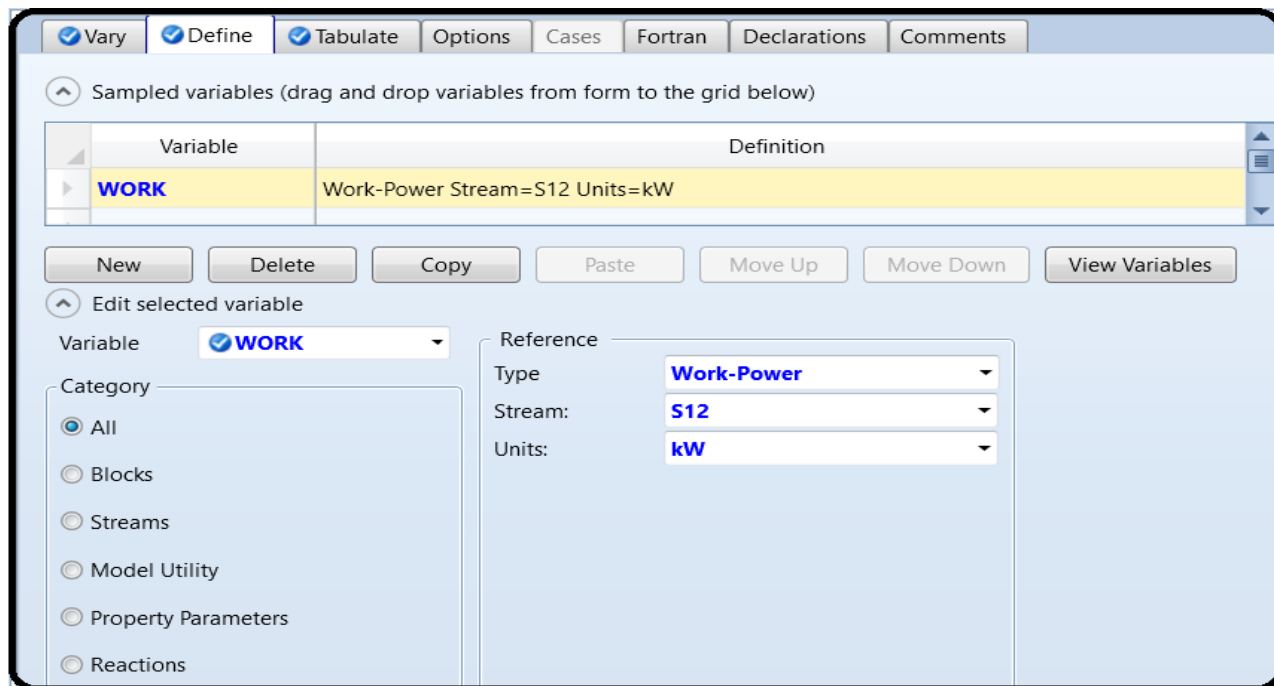 Vary Define Tabulate Options Cases Fortran Declarations Comments
Sampled variables (drag and drop variables from form to the grid below)
Variable Definition
WORK Work-Power Stream=S12 Units=kW
New Delete Copy Paste Move Up Move Down View Variables
Edit selected variable
Variable WORK
Reference
Type Work-Power
Stream: S12
Units: kW
Category
All
Blocks
Streams
Model Utility
Property Parameters
Reactions